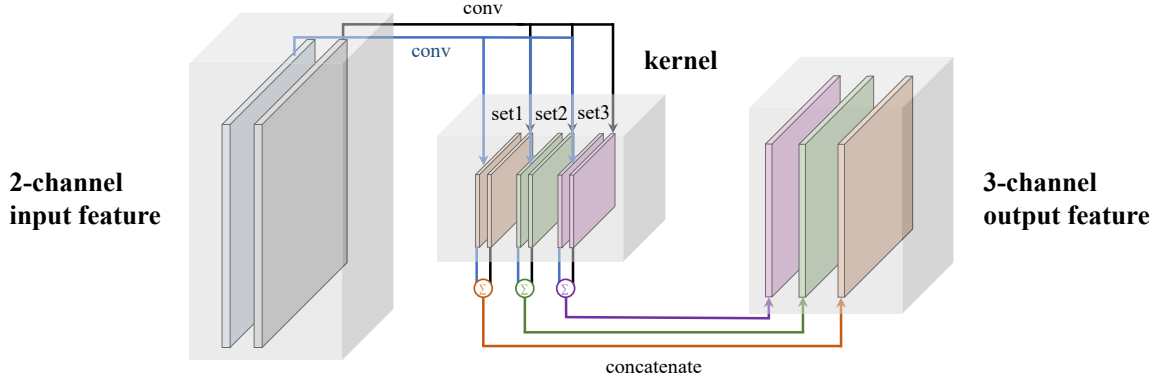 conv
conv
kernel
set1 set2 set3
2-channel
input feature
3-channel
output feature
Σ Σ Σ
concatenate